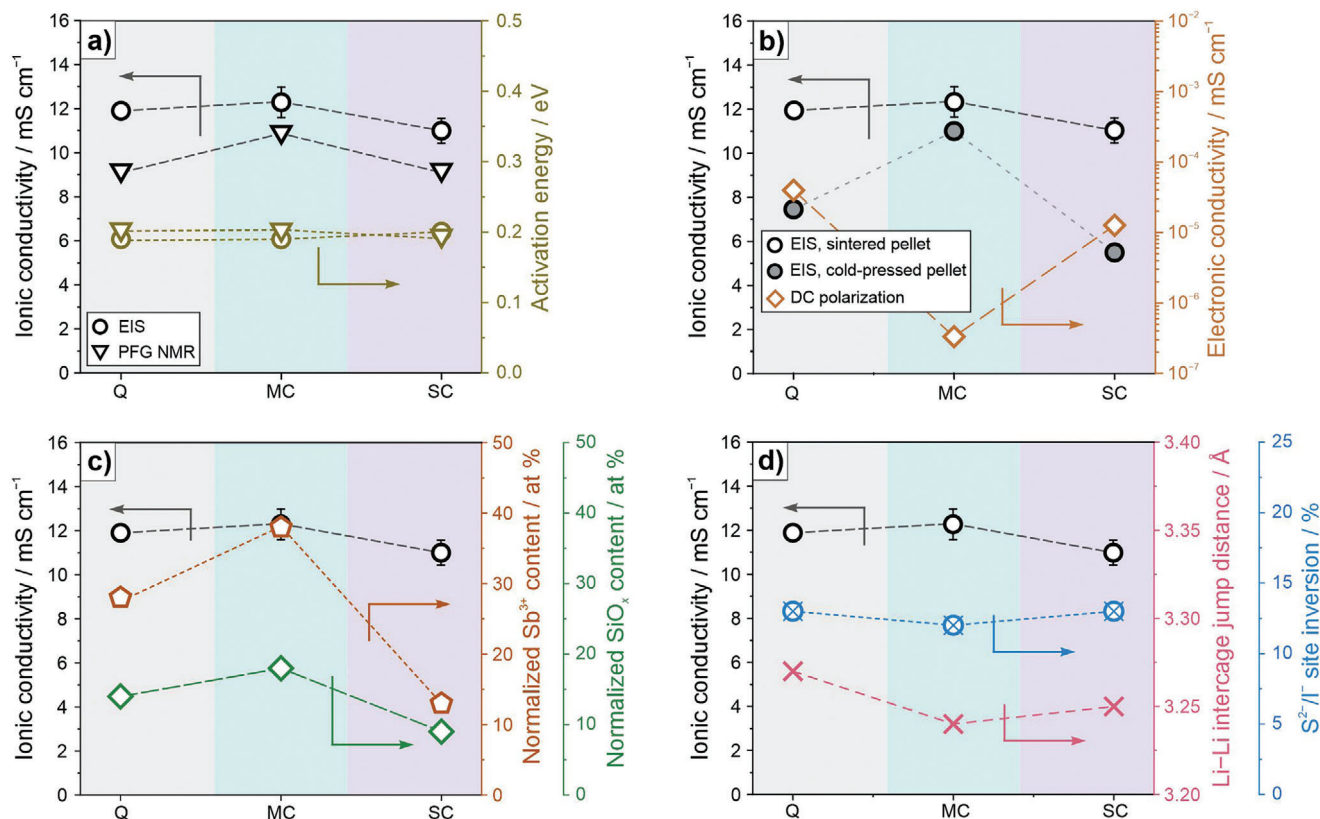 a)
Ionic conductivity / mS cm⁻¹
16
14
12
10
8
6
4
2
0
EIS
PFG NMR
Q
MC
SC
0.5
0.4
0.3
0.2
0.1
0.0
Activation energy / eV
b)
Ionic conductivity / mS cm⁻¹
16
14
12
10
8
6
4
2
0
EIS, sintered pellet
EIS, cold-pressed pellet
DC polarization
Q
MC
SC
10⁻²
10⁻³
10⁻⁴
10⁻⁵
10⁻⁶
10⁻⁷
Electronic conductivity / mS cm⁻¹
c)
Ionic conductivity / mS cm⁻¹
16
14
12
10
8
6
4
2
0
Q
MC
SC
50
40
30
20
10
0
Normalized Sb³⁺ content / at %
50
40
30
20
10
0
Normalized SiOₓ content / at %
d)
Ionic conductivity / mS cm⁻¹
16
14
12
10
8
6
4
2
0
Q
MC
SC
3.40
3.35
3.30
3.25
3.20
Li−Li intercage jump distance / Å
25
20
15
10
5
0
S²⁻/I⁻ site inversion / %